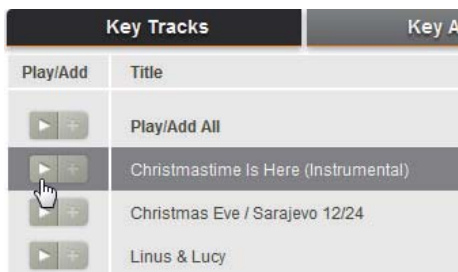 Key Tracks Key A
Play/Add Title
Play/Add All
Christmastime Is Here (Instrumental)
Christmas Eve / Sarajevo 12/24
Linus & Lucy